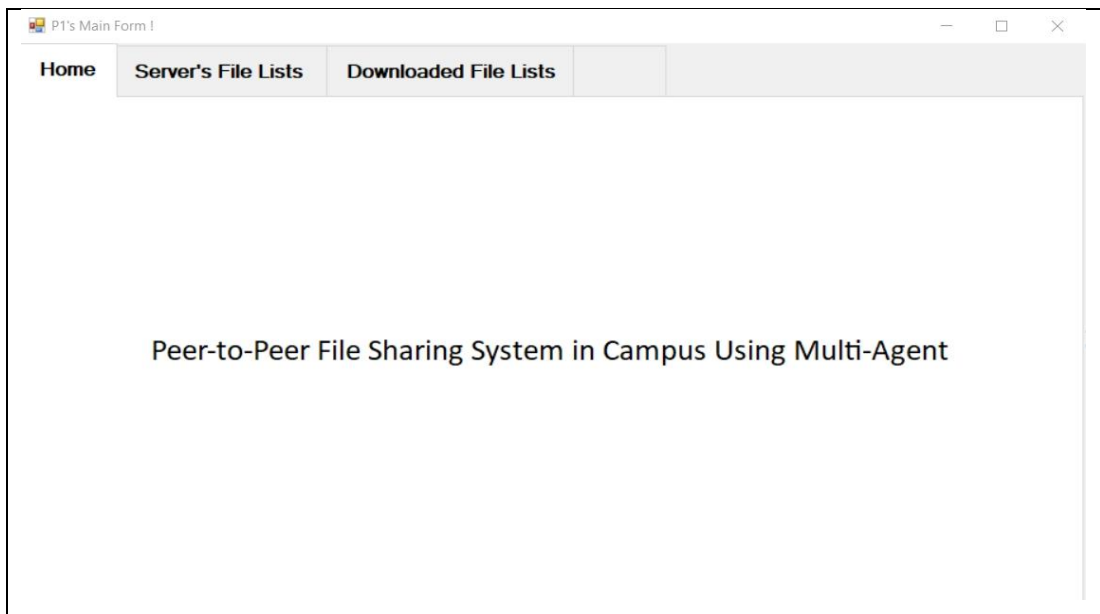 P1's Main Form !
Home Server's File Lists Downloaded File Lists
Peer-to-Peer File Sharing System in Campus Using Multi-Agent